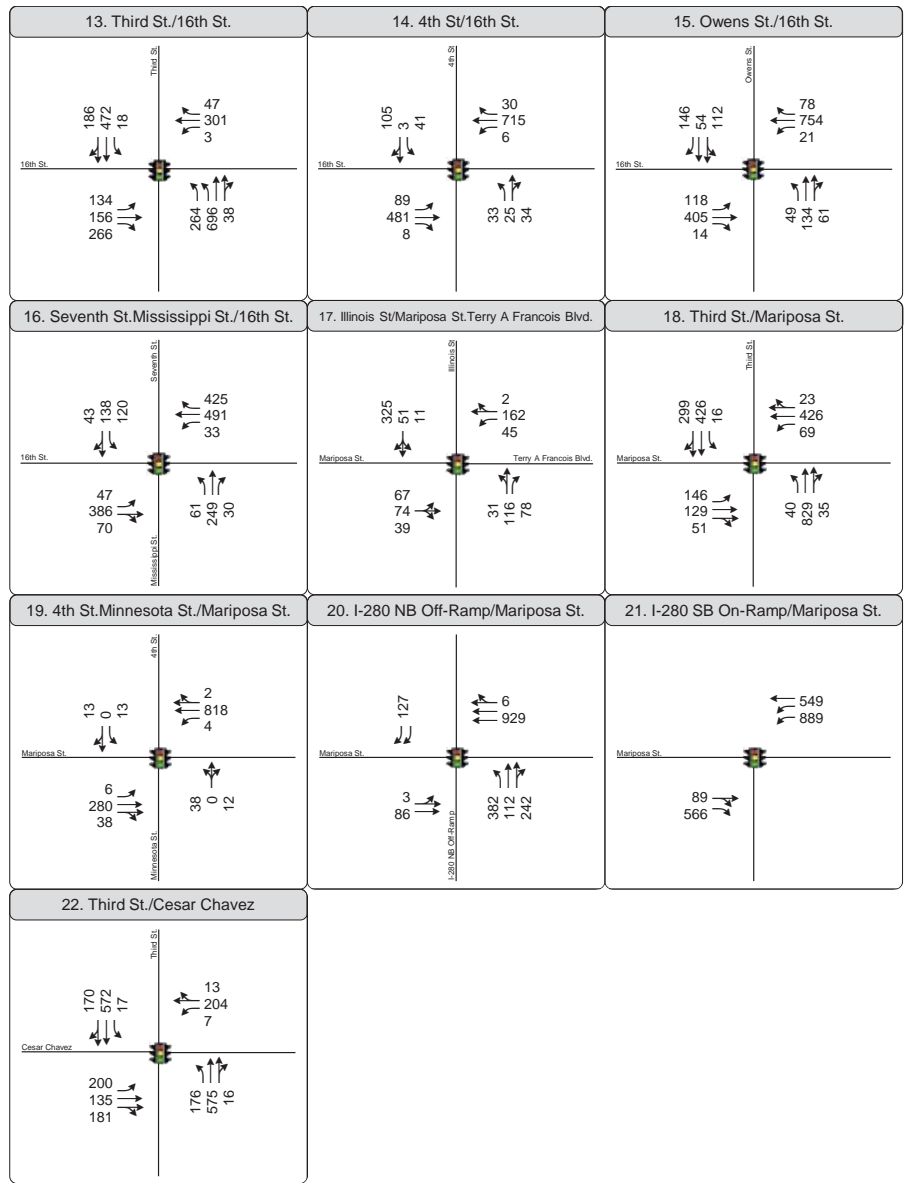 13. Third St./16th St.
Third St.
186 472 18
47
301
3
16th St.
134
156
266
264 696 38
14. 4th St/16th St.
4th St
105 3 41
30
715
6
16th St.
89
481
8
33 25 34
15. Owens St./16th St.
Owens St.
146 54 112
78
754
21
16th St.
118
405
14
49 134 61
16. Seventh St.Mississippi St./16th St.
Seventh St.
43 138 120
425
491
33
16th St.
47
386
70
61 249 30
Mississippi St.
17. Illinois St/Mariposa St.Terry A Francois Blvd.
Illinois St
325 51 11
2
162
45
Mariposa St.
Terry A Francois Blvd.
67
74
39
31 116 78
18. Third St./Mariposa St.
Third St.
299 426 16
23
426
69
Mariposa St.
146
129
51
40 829 35
19. 4th St.Minnesota St./Mariposa St.
4th St.
13 0 13
2
818
4
Mariposa St.
6
280
38
38 0 12
Minnesota St.
20. I-280 NB Off-Ramp/Mariposa St.
127
6
929
Mariposa St.
3
86
382 112 242
I-280 NB Off-Ramp
21. I-280 SB On-Ramp/Mariposa St.
549
889
Mariposa St.
89
566
22. Third St./Cesar Chavez
Third St.
170 572 17
13
204
7
Cesar Chavez
200
135
181
176 575 16